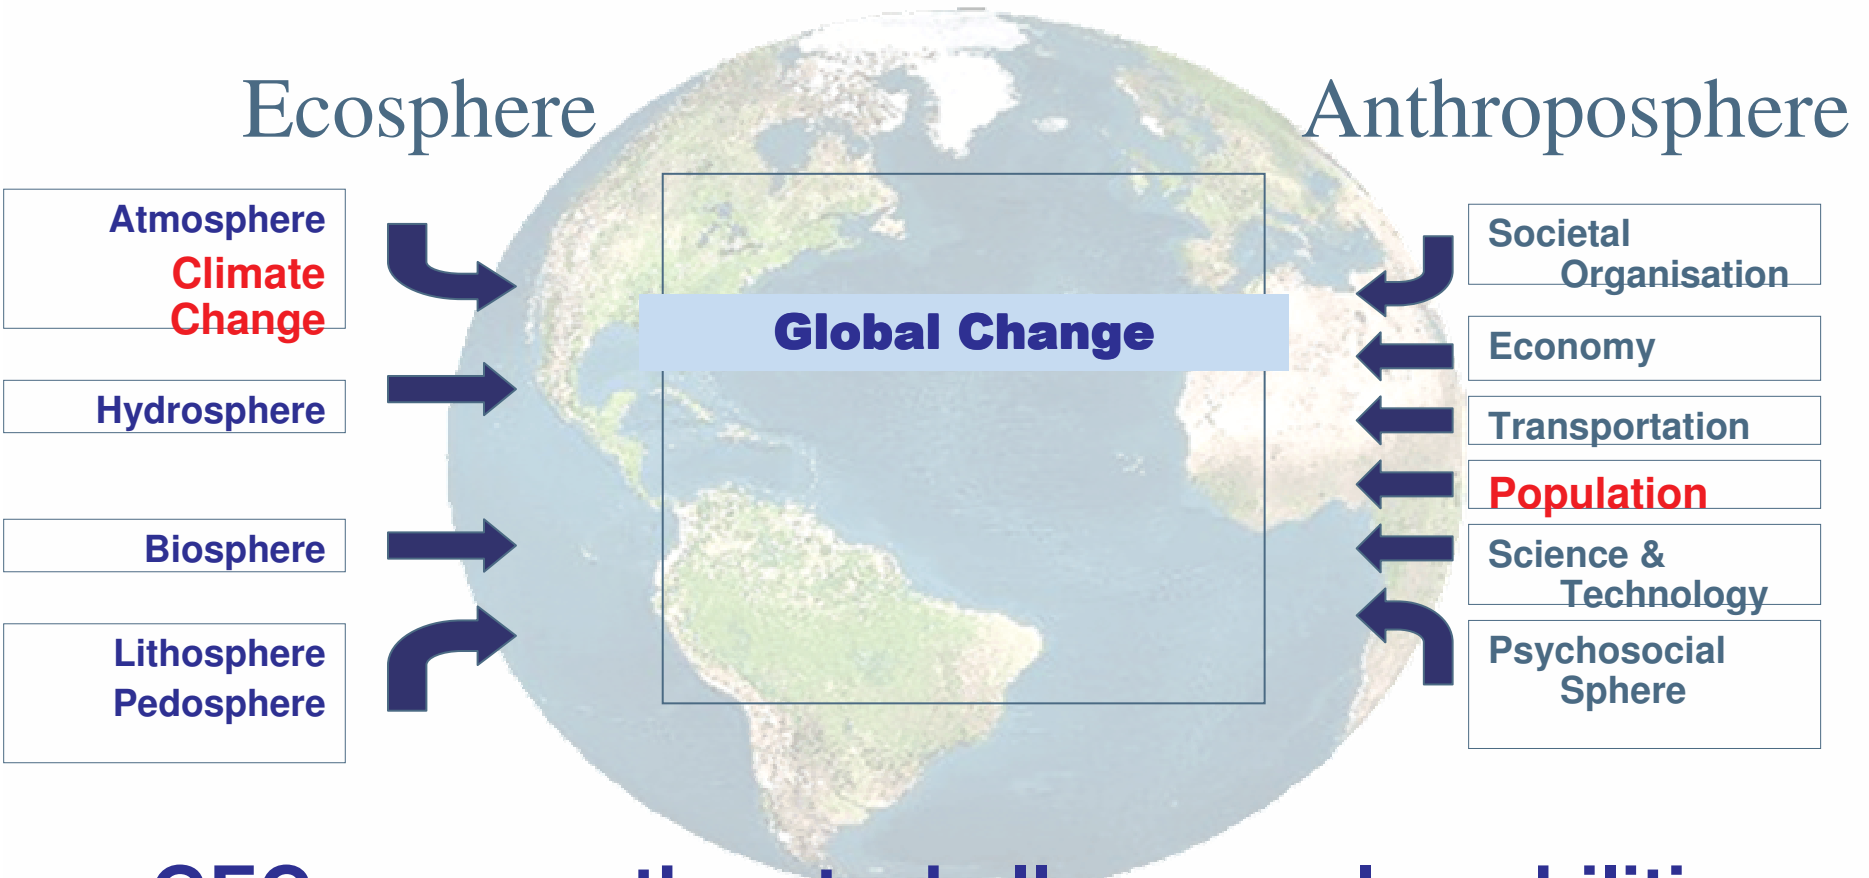 Ecosphere
Anthroposphere
Atmosphere
Climate
Change
Hydrosphere
Biosphere
Lithosphere
Pedosphere
Global Change
Societal
Organisation
Economy
Transportation
Population
Science &
Technology
Psychosocial
Sphere